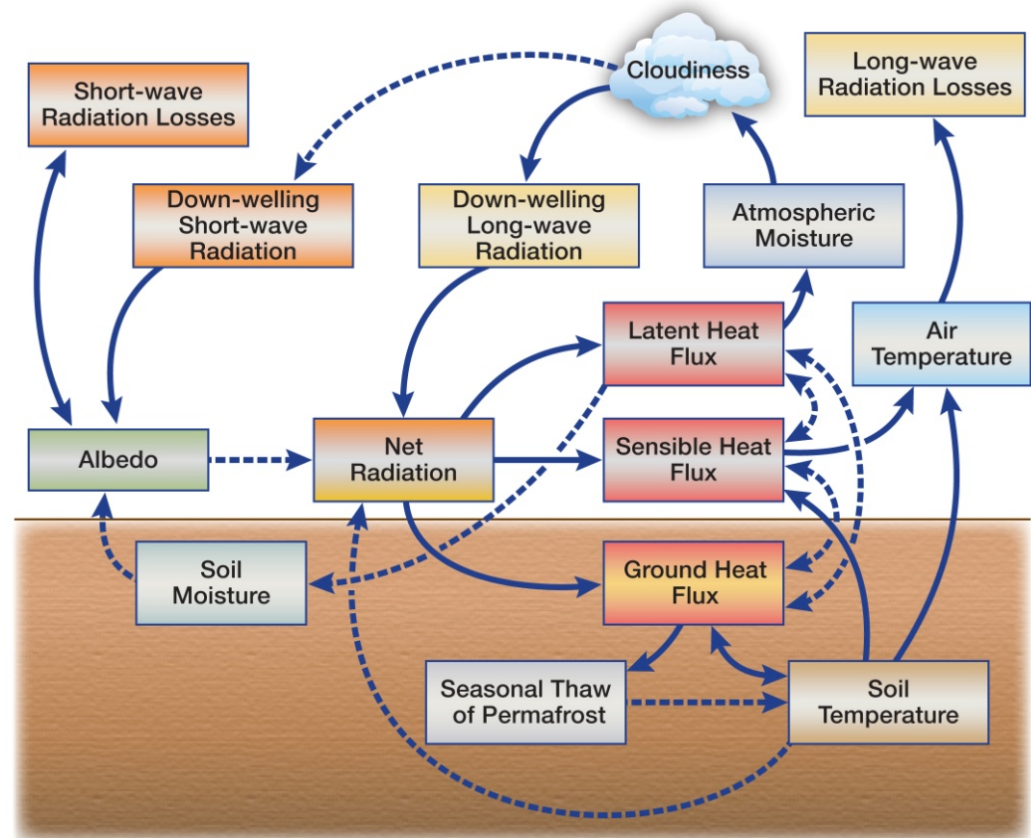 Cloudiness
Long-wave
Radiation Losses
Short-wave
Radiation Losses
Down-welling
Short-wave
Radiation
Down-welling
Long-wave
Radiation
Atmospheric
Moisture
Latent Heat
Flux
Air
Temperature
Albedo
Net
Radiation
Sensible Heat
Flux
Soil
Moisture
Ground Heat
Flux
Seasonal Thaw
of Permafrost
Soil
Temperature